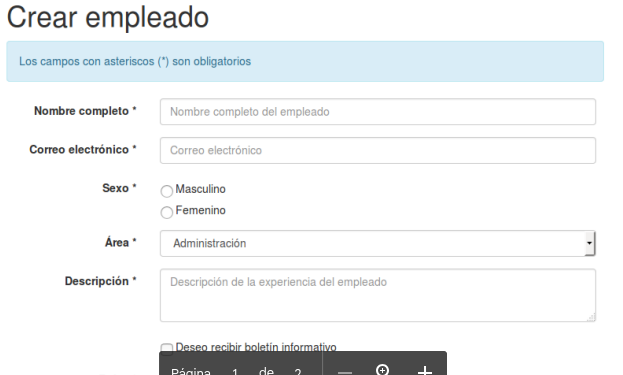 Crear empleado
Los campos con asteriscos (*) son obligatorios
Nombre completo * Nombre completo del empleado
Correo electrónico * Correo electrónico
Sexo * Masculino
Femenino
Área * Administración
Descripción * Descripción de la experiencia del empleado
Deseo recibir boletín informativo
Página 1 de 2